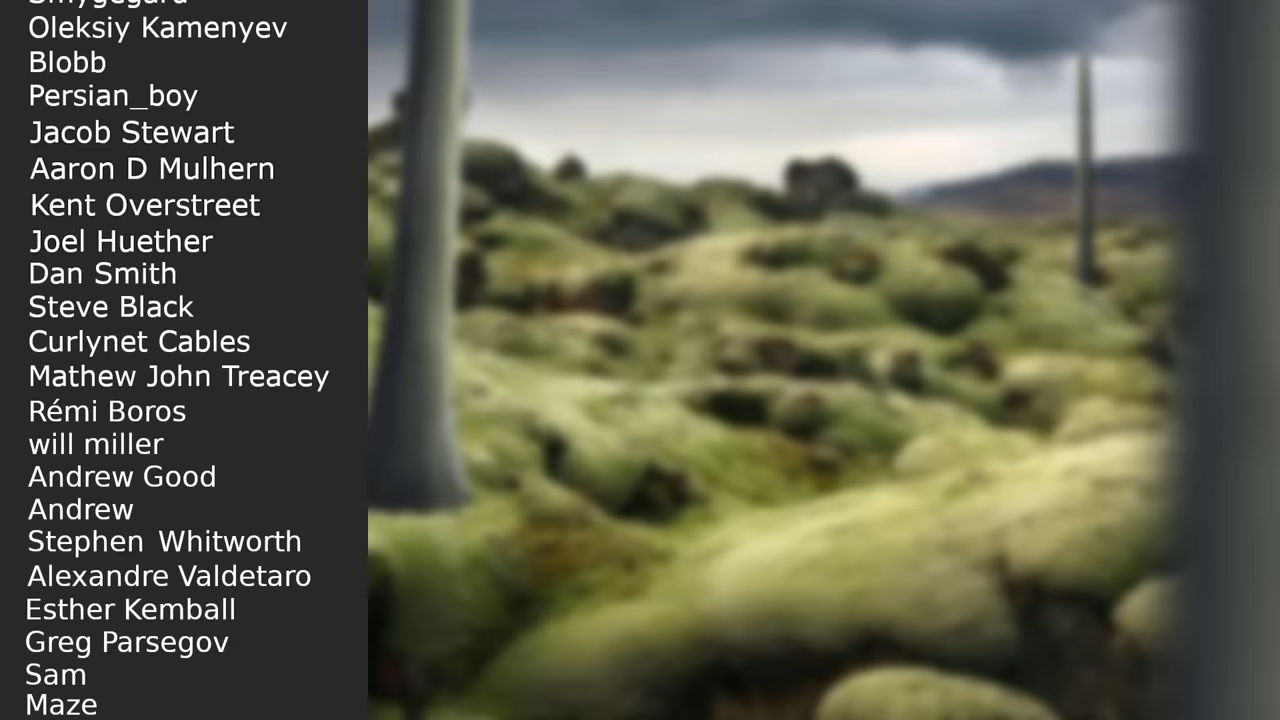 Oleksiy Kamenyev
Blobb
Persian_boy
Jacob Stewart
Aaron D Mulhern
Kent Overstreet
Joel Huether
Dan Smith
Steve Black
Curlynet Cables
Mathew John Treacey
Rémi Boros
will miller
Andrew Good
Andrew
Stephen Whitworth
Alexandre Valdetaro
Esther Kemball
Greg Parsegov
Sam
Maze